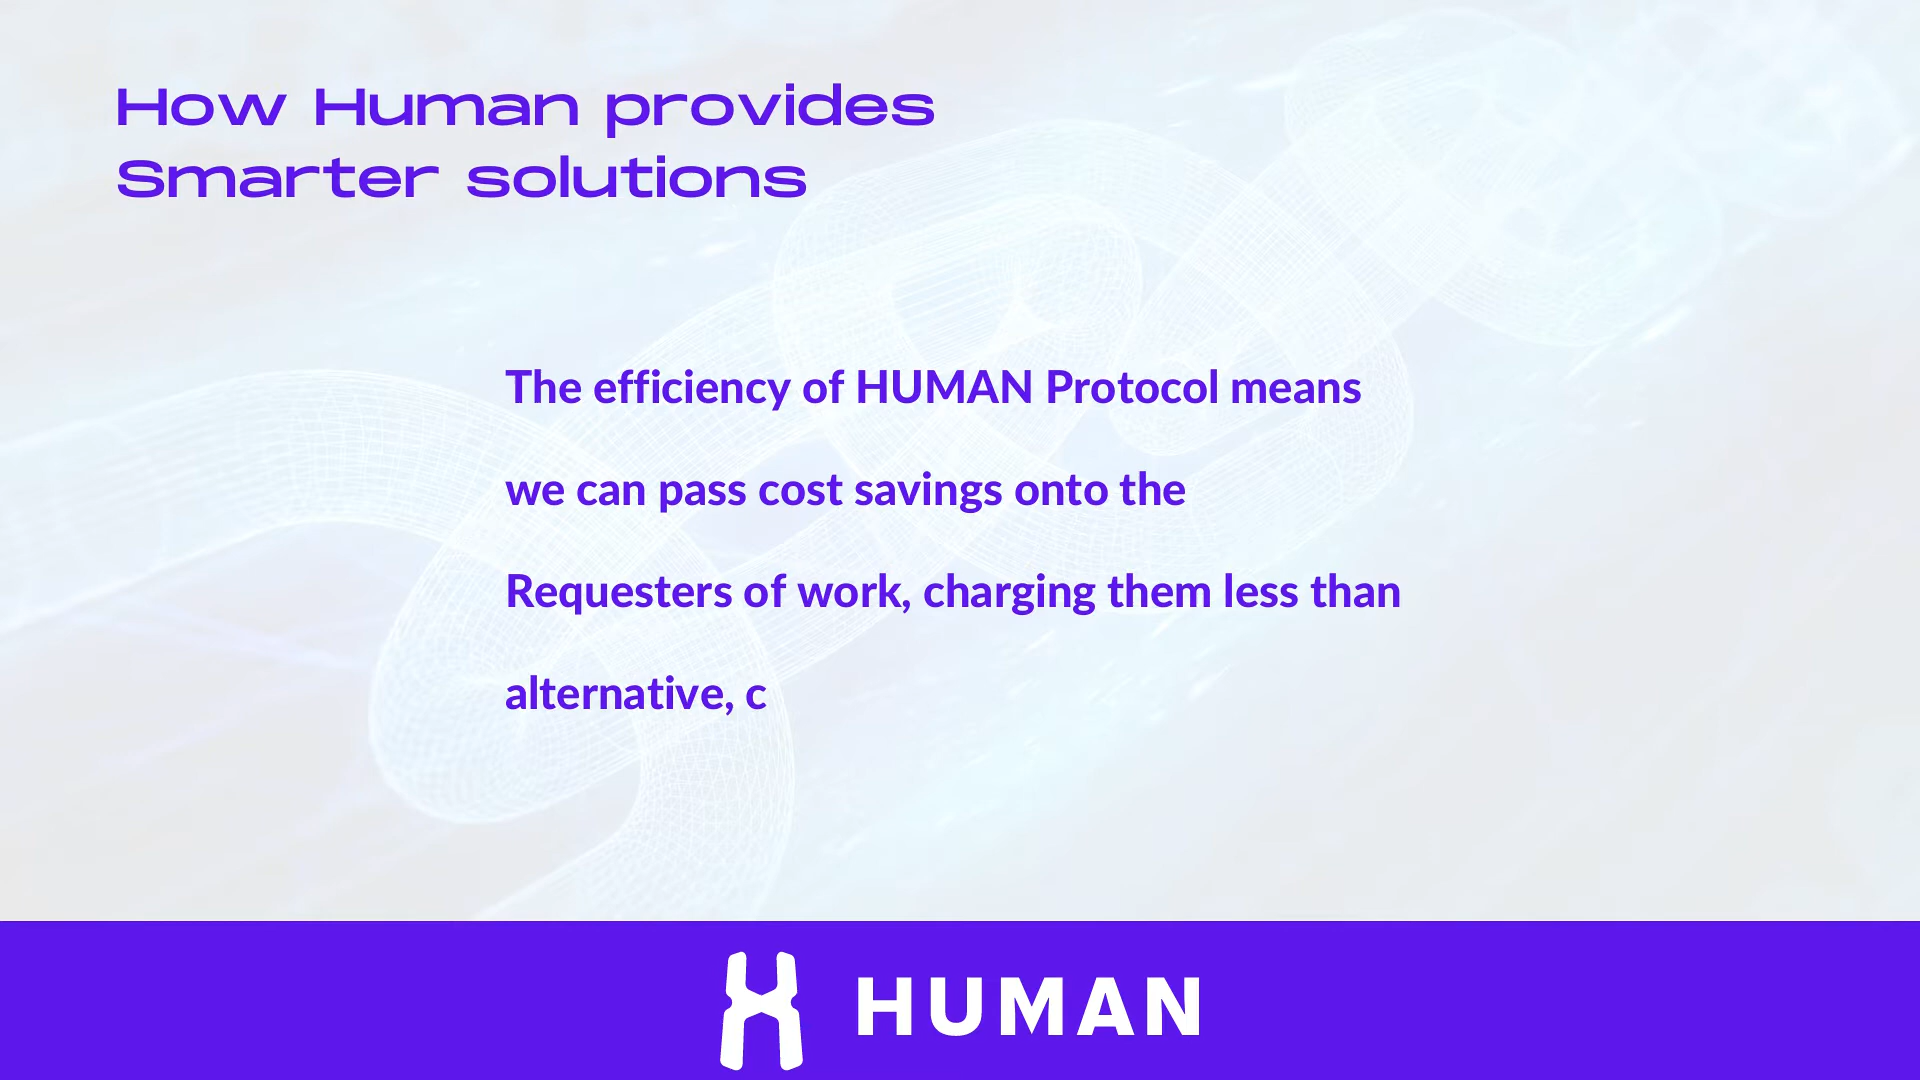 How Human provides
Smarter solutions
The efficiency of HUMAN Protocol means
we can pass cost savings onto the
Requesters of work, charging them less than
alternative, c
HUMAN